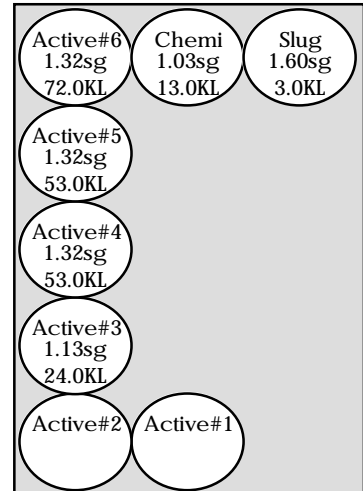 Active#6
1.32sg
72.0KL
Chemi
1.03sg
13.0KL
Slug
1.60sg
3.0KL
Active#5
1.32sg
53.0KL
Active#4
1.32sg
53.0KL
Active#3
1.13sg
24.0KL
Active#2
Active#1